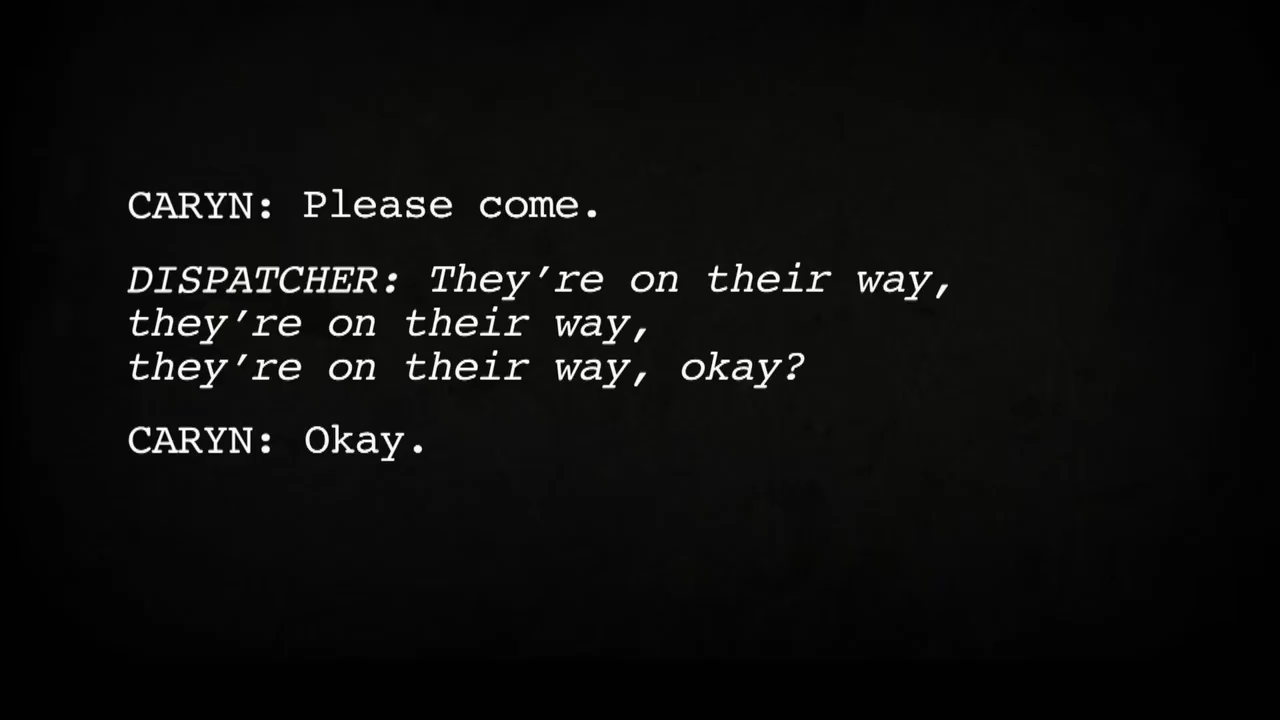 CARYN: Please come.
DISPATCHER: They’re on their way,
they’re on their way,
they’re on their way, okay?
CARYN: Okay.